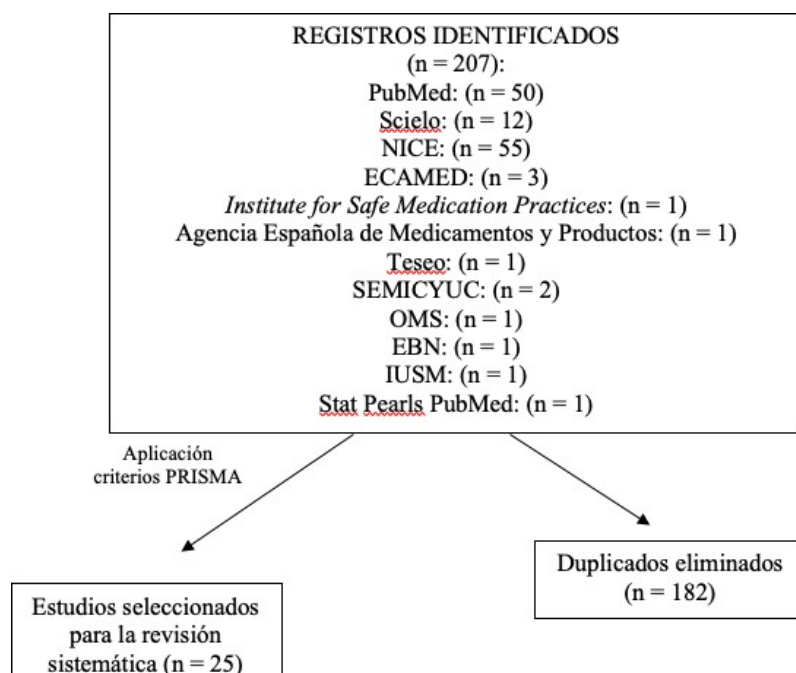 REGISTROS IDENTIFICADOS
(n = 207):
PubMed: (n = 50)
Scielo: (n = 12)
NICE: (n = 55)
ECAMED: (n = 3)
Institute for Safe Medication Practices: (n = 1)
Agencia Española de Medicamentos y Productos: (n = 1)
Teseo: (n = 1)
SEMICYUC: (n = 2)
OMS: (n = 1)
EBN: (n = 1)
IUSM: (n = 1)
Stat Pearls PubMed: (n = 1)
Aplicación
criterios PRISMA
Duplicados eliminados
(n = 182)
Estudios seleccionados
para la revisión
sistemática (n = 25)